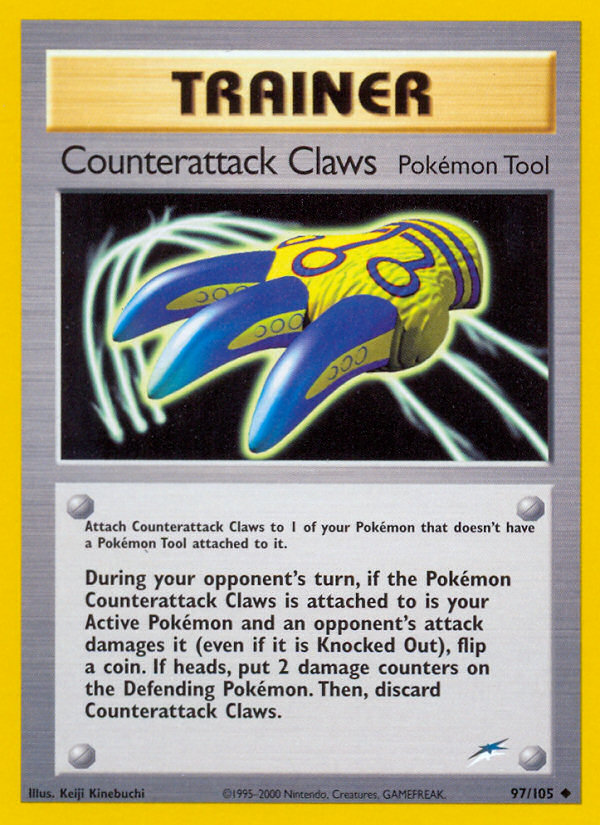 TRAINER
Counterattack Claws Pokémon Tool
Attach Counterattack Claws to 1 of your Pokémon that doesn't have
a Pokémon Tool attached to it.
During your opponent's turn, if the Pokémon
Counterattack Claws is attached to is your
Active Pokémon and an opponent's attack
damages it (even if it is Knocked Out), flip
a coin. If heads, put 2 damage counters on
the Defending Pokémon. Then, discard
Counterattack Claws.
Illus. Keiji Kinebuchi ©1995-2000 Nintendo, Creatures, GAMEFREAK. 97/105 ◆